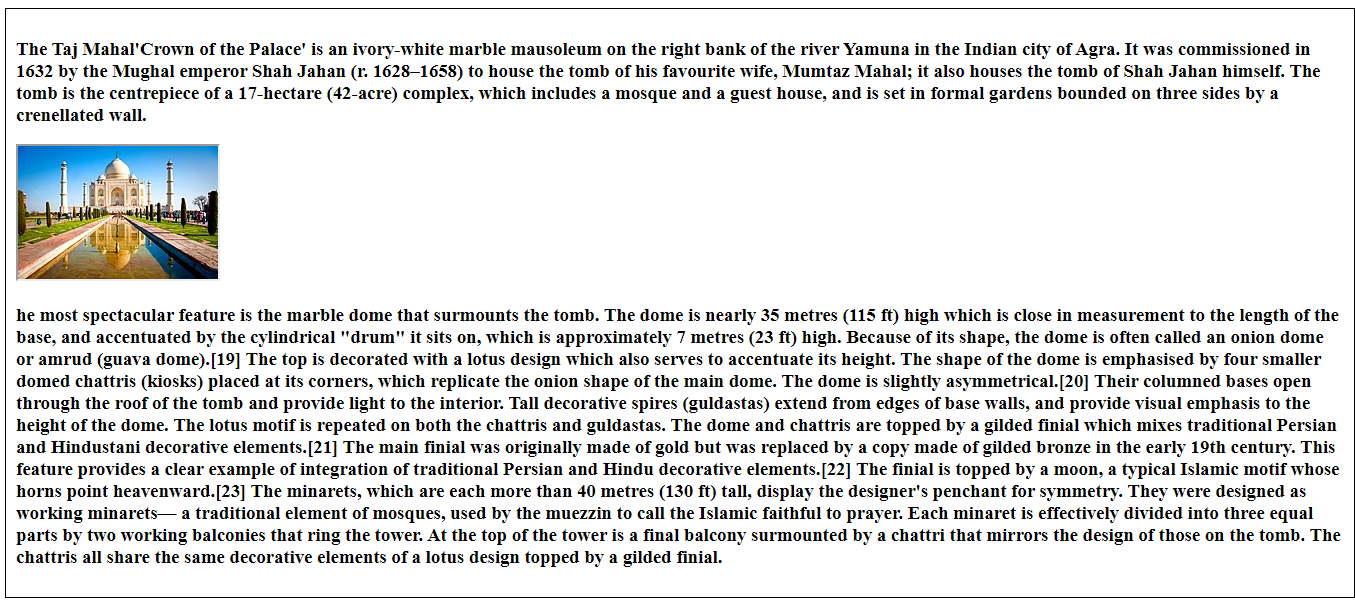 The Taj Mahal'Crown of the Palace' is an ivory-white marble mausoleum on the right bank of the river Yamuna in the Indian city of Agra. It was commissioned in
1632 by the Mughal emperor Shah Jahan (r. 1628–1658) to house the tomb of his favourite wife, Mumtaz Mahal; it also houses the tomb of Shah Jahan himself. The
tomb is the centrepiece of a 17-hectare (42-acre) complex, which includes a mosque and a guest house, and is set in formal gardens bounded on three sides by a
crenellated wall.
he most spectacular feature is the marble dome that surmounts the tomb. The dome is nearly 35 metres (115 ft) high which is close in measurement to the length of the
base, and accentuated by the cylindrical "drum" it sits on, which is approximately 7 metres (23 ft) high. Because of its shape, the dome is often called an onion dome
or amrud (guava dome).[19] The top is decorated with a lotus design which also serves to accentuate its height. The shape of the dome is emphasised by four smaller
domed chattris (kiosks) placed at its corners, which replicate the onion shape of the main dome. The dome is slightly asymmetrical.[20] Their columned bases open
through the roof of the tomb and provide light to the interior. Tall decorative spires (guldastas) extend from edges of base walls, and provide visual emphasis to the
height of the dome. The lotus motif is repeated on both the chattris and guldastas. The dome and chattris are topped by a gilded finial which mixes traditional Persian
and Hindustani decorative elements.[21] The main finial was originally made of gold but was replaced by a copy made of gilded bronze in the early 19th century. This
feature provides a clear example of integration of traditional Persian and Hindu decorative elements.[22] The finial is topped by a moon, a typical Islamic motif whose
horns point heavenward.[23] The minarets, which are each more than 40 metres (130 ft) tall, display the designer's penchant for symmetry. They were designed as
working minarets— a traditional element of mosques, used by the muezzin to call the Islamic faithful to prayer. Each minaret is effectively divided into three equal
parts by two working balconies that ring the tower. At the top of the tower is a final balcony surmounted by a chattri that mirrors the design of those on the tomb. The
chattris all share the same decorative elements of a lotus design topped by a gilded finial.